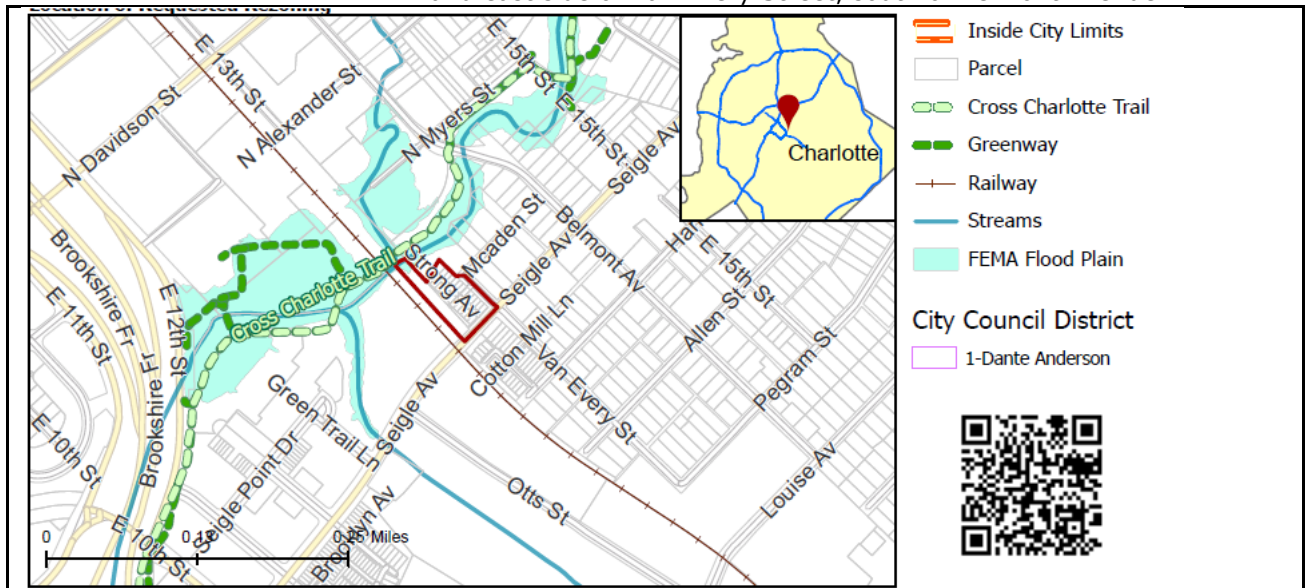 E 13th St
E 15th St
N Alexander St
N Myers St
E 15th St
Seigle Av
N Davidson St
Charlotte
Mcaden St
Belmont Av
E 15th St
Brookshire Fr
Strong Av
Seigle Av
Cross Charlotte Trail
E 12th St
E 11th St
Cotton Mill Ln
Allen St
Van Every St
Pegram St
Brookshire Fr
Green Trail Ln
Seigle Av
E 10th St
Seigle Point Dr
Otts St
Louise Av
E 10th St
0
0.25 Miles
Inside City Limits
Parcel
Cross Charlotte Trail
Greenway
Railway
Streams
FEMA Flood Plain
City Council District
1-Dante Anderson